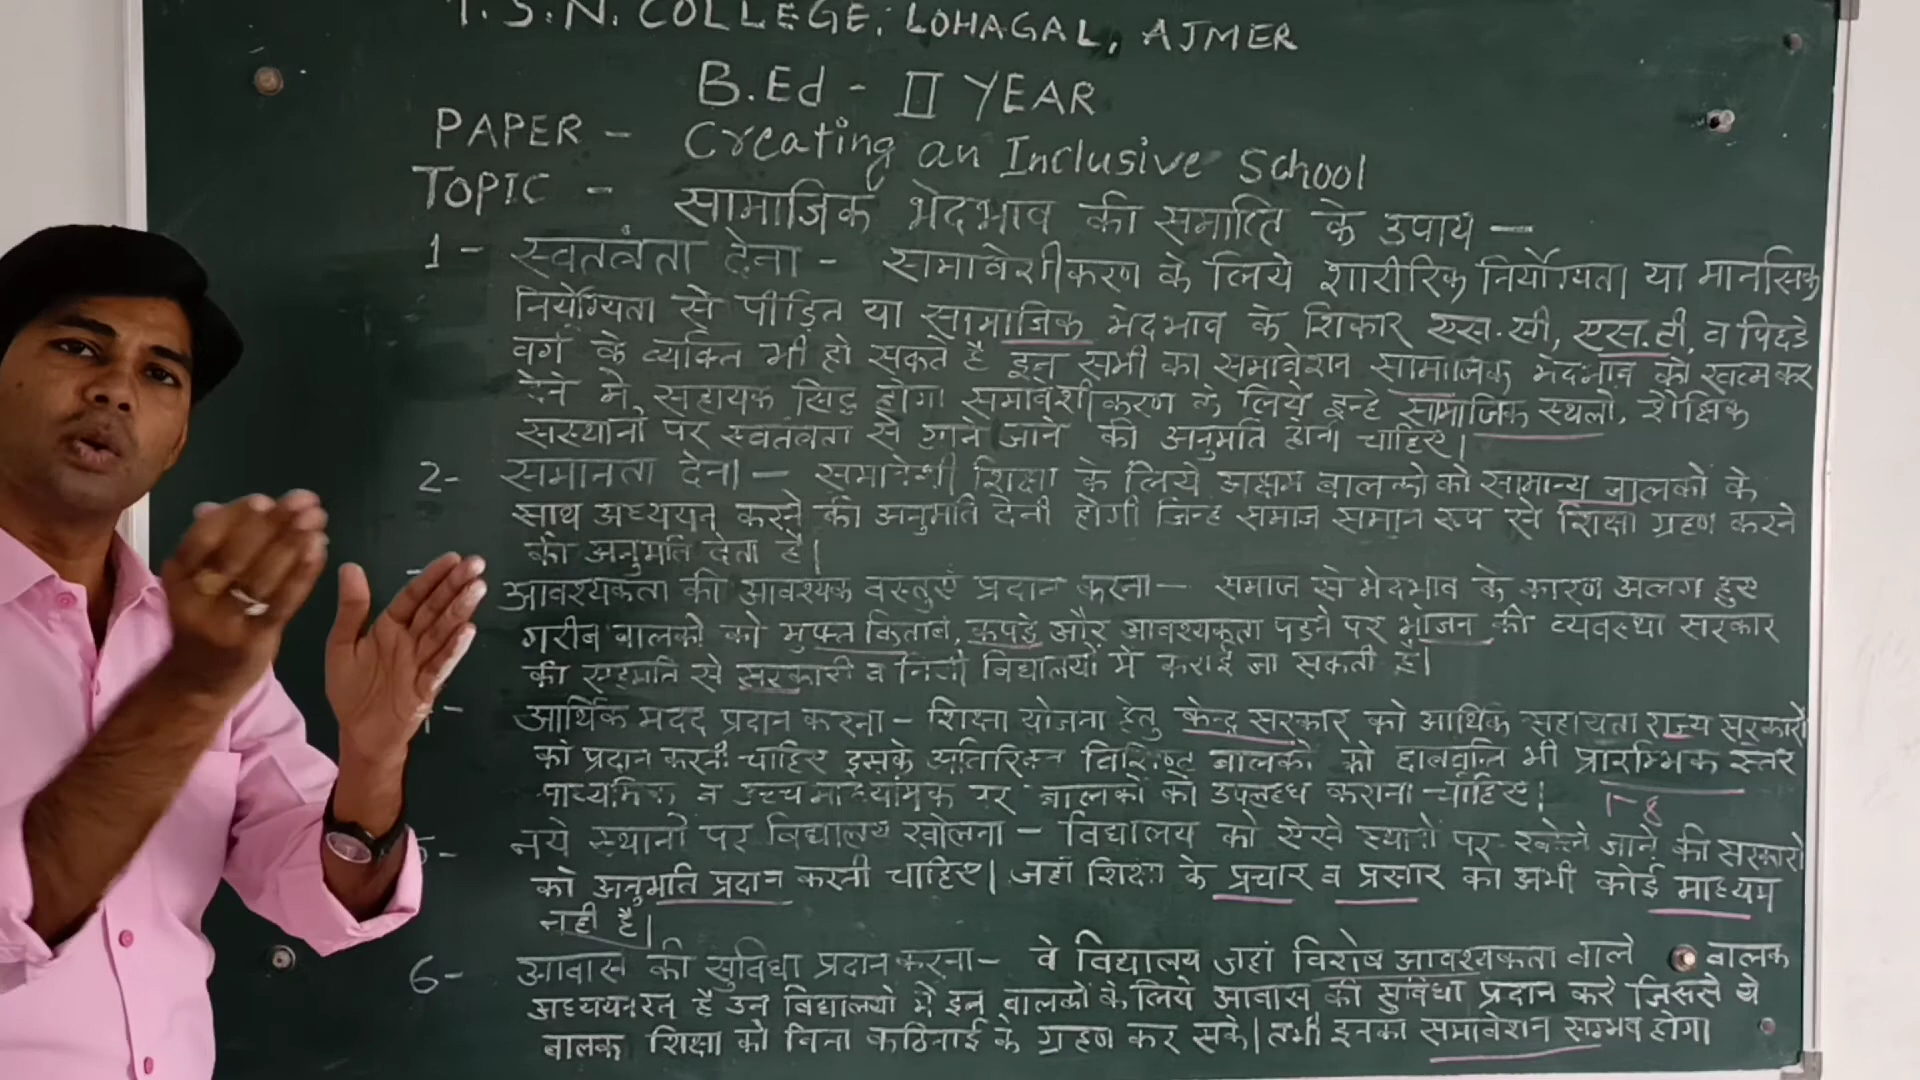 T.S.N. COLLEGE, LOHAGAL, AJMER
B.Ed - II YEAR
PAPER - Creating an Inclusive School
TOPIC - सामाजिक भेदभाव की समाप्ति के उपाय -
1 - स्वतंत्रता देना - समावेशीकरण के लिये शारीरिक निर्योग्यता या मानसिक
निर्योग्यता से पीड़ित या सामाजिक भेदभाव के शिकार एस.सी, एस.टी, व पिछडे
वर्ग के व्यक्ति भी हो सकते है इन सभी का समावेशन सामाजिक भेदभाव को खत्म कर
देने मे सहायक सिद्ध होगा समावेशीकरण के लिये इन्हे सामाजिक स्थलो, शैक्षिक
संस्थानो पर स्वतंत्रता से आने जाने की अनुमति होना चाहिए।
2- समानता देना - समावेशी शिक्षा के लिये अक्षम बालको को सामान्य बालको के
साथ अध्ययन करने की अनुमति देनी होगी जिन्हे समाज समान रूप से शिक्षा ग्रहण करने
की अनुमति देता है।
आवश्यकता की आवश्यक वस्तुएं प्रदान करना - समाज से भेदभाव के कारण अलग हुए
गरीब बालको को मुफ्त किताबे, कपडे और आवश्यकता पडने पर भोजन की व्यवस्था सरकार
की सहमति से सरकारी व निजी विद्यालयो मे कराई जा सकती है।
आर्थिक मदद प्रदान करना - शिक्षा योजना हेतु केन्द्र सरकार को आर्थिक सहायता राज्य सरकारो
को प्रदान करनी चाहिए इसके अतिरिक्त विशिष्ट बालको को छात्रवृत्ति भी प्रारम्भिक स्तर
माध्यमिक व उच्च माध्यमिक पर बालको को उपलब्ध कराना चाहिए। 1-8
5- नये स्थानो पर विद्यालय खोलना - विद्यालय को ऐसे स्थानो पर खोले जाने की सरकारो
को अनुमति प्रदान करनी चाहिए। जहां शिक्षा के प्रचार व प्रसार का अभी कोई माध्यम
नही है।
6- आवास की सुविधा प्रदान करना - वे विद्यालय जहां विशेष आवश्यकता वाले बालक
अध्ययनरत है उन विद्यालयो मे इन बालको के लिये आवास की सुविधा प्रदान करे जिससे ये
बालक शिक्षा को बिना कठिनाई के ग्रहण कर सके। तभी इनका समावेशन सम्भव होगा